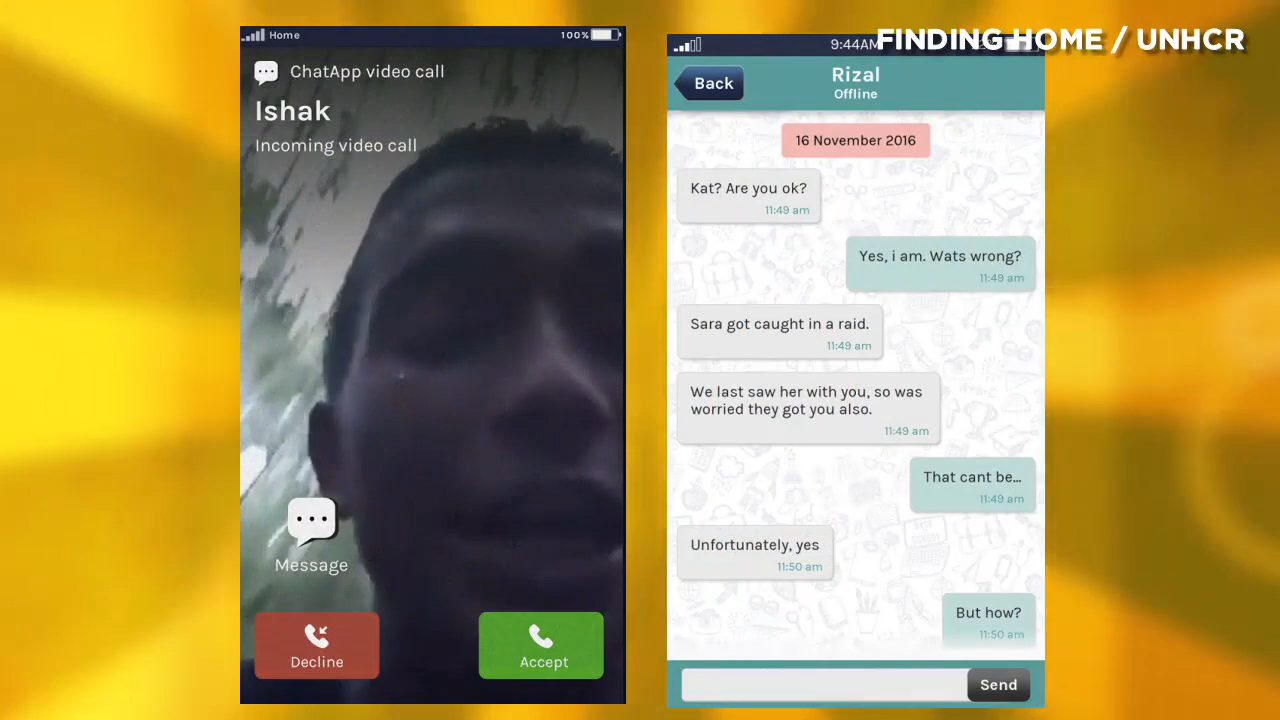 FINDING HOME / UNHCR
Home
100%
ChatApp video call
Ishak
Incoming video call
Message
Decline
Accept
9:44AM
Back
Rizal
Offline
16 November 2016
Kat? Are you ok?
11:49 am
Yes, i am. Wats wrong?
11:49 am
Sara got caught in a raid.
11:49 am
We last saw her with you, so was
worried they got you also.
11:49 am
That cant be...
11:49 am
Unfortunately, yes
11:50 am
But how?
11:50 am
Send